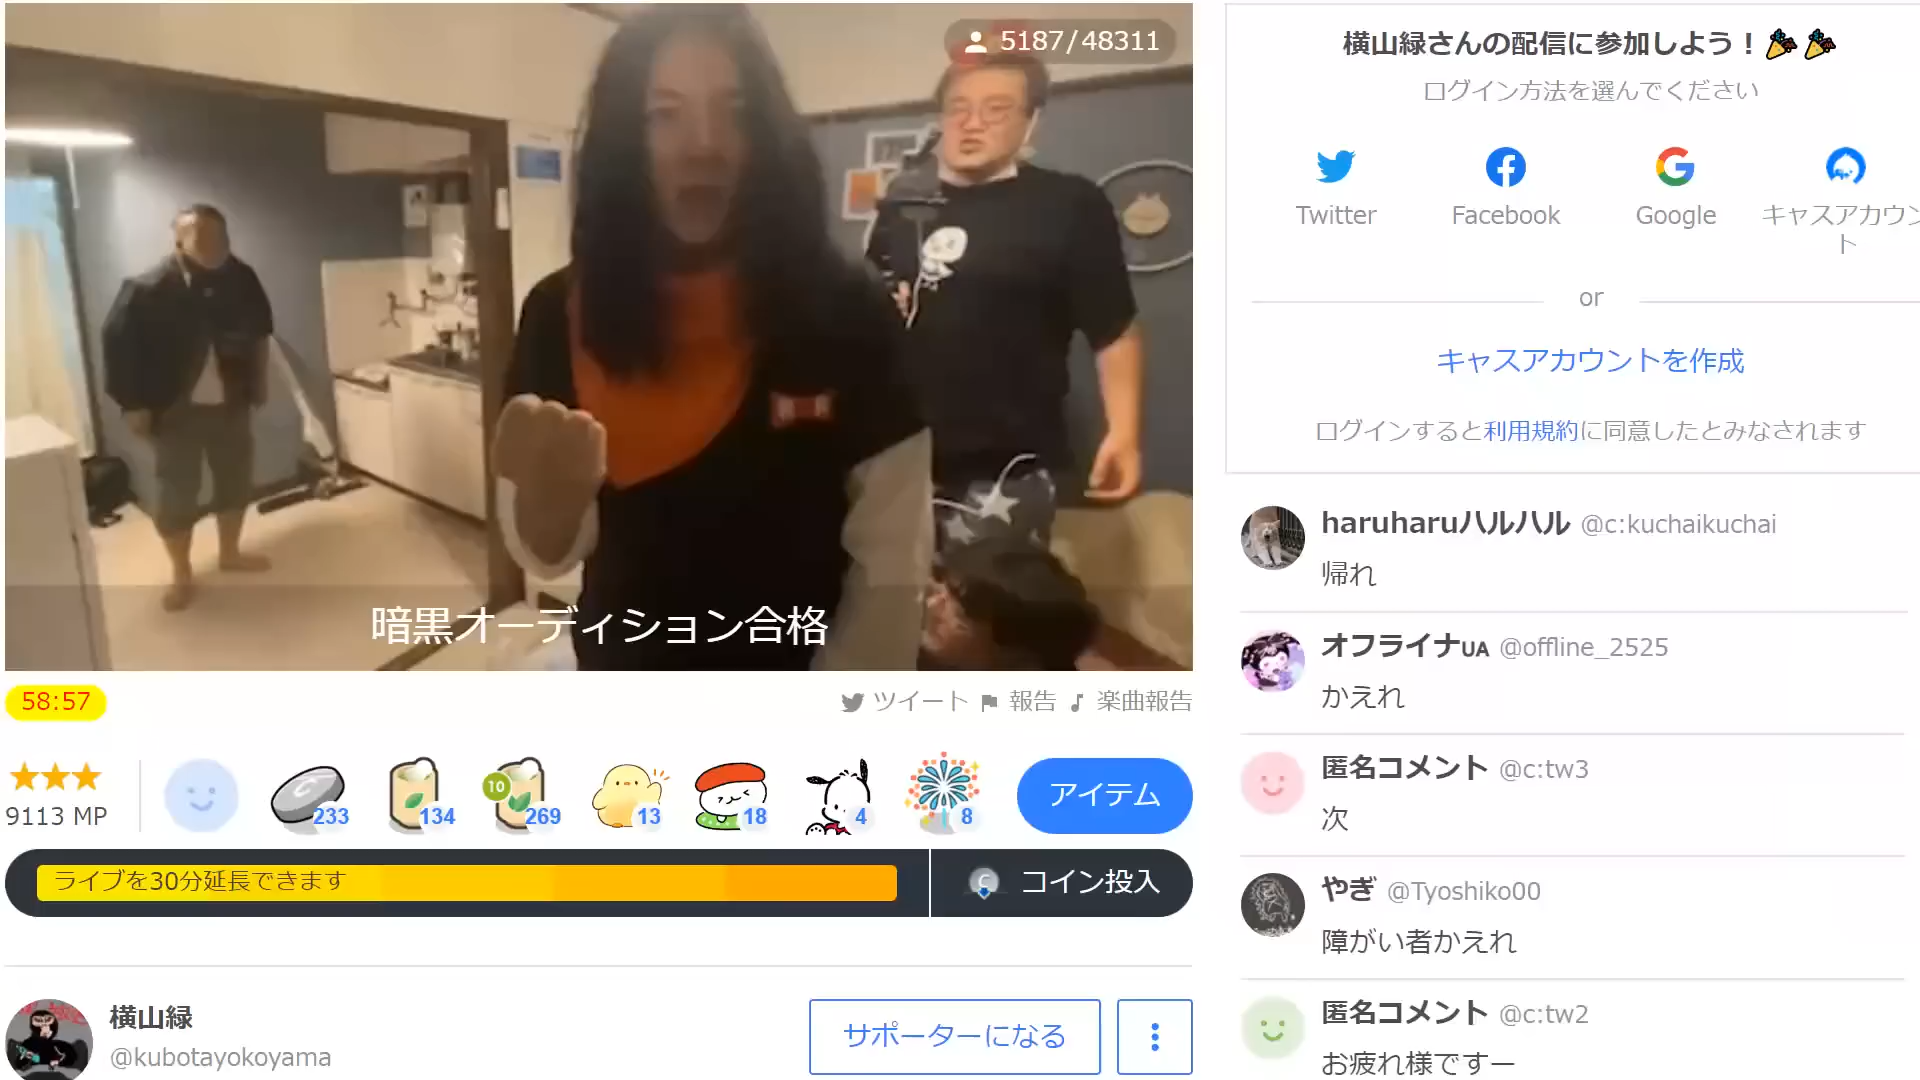 5187/48311
暗黒オーディション合格
58:57
ツイート 報告 楽曲報告
9113 MP
233
134
10
269
13
18
4
8
アイテム
ライブを30分延長できます
C コイン投入
横山緑
@kubotayokoyama
サポーターになる
横山緑さんの配信に参加しよう！
ログイン方法を選んでください
Twitter
Facebook
Google
キャスアカウン
ト
or
キャスアカウントを作成
ログインすると利用規約に同意したとみなされます
haruharuハルハル @c:kuchaikuchai
帰れ
オフライナUA @offline_2525
かえれ
匿名コメント @c:tw3
次
やぎ @Tyoshiko00
障がい者かえれ
匿名コメント @c:tw2
お疲れ様ですー